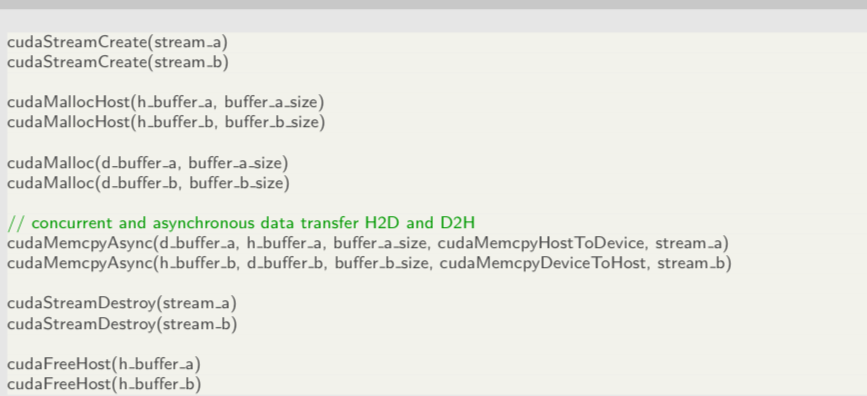 cudaStreamCreate(stream_a)
cudaStreamCreate(stream_b)
cudaMallocHost(h_buffer_a, buffer_a_size)
cudaMallocHost(h_buffer_b, buffer_b_size)
cudaMalloc(d_buffer_a, buffer_a_size)
cudaMalloc(d_buffer_b, buffer_b_size)
// concurrent and asynchronous data transfer H2D and D2H
cudaMemcpyAsync(d_buffer_a, h_buffer_a, buffer_a_size, cudaMemcpyHostToDevice, stream_a)
cudaMemcpyAsync(h_buffer_b, d_buffer_b, buffer_b_size, cudaMemcpyDeviceToHost, stream_b)
cudaStreamDestroy(stream_a)
cudaStreamDestroy(stream_b)
cudaFreeHost(h_buffer_a)
cudaFreeHost(h_buffer_b)